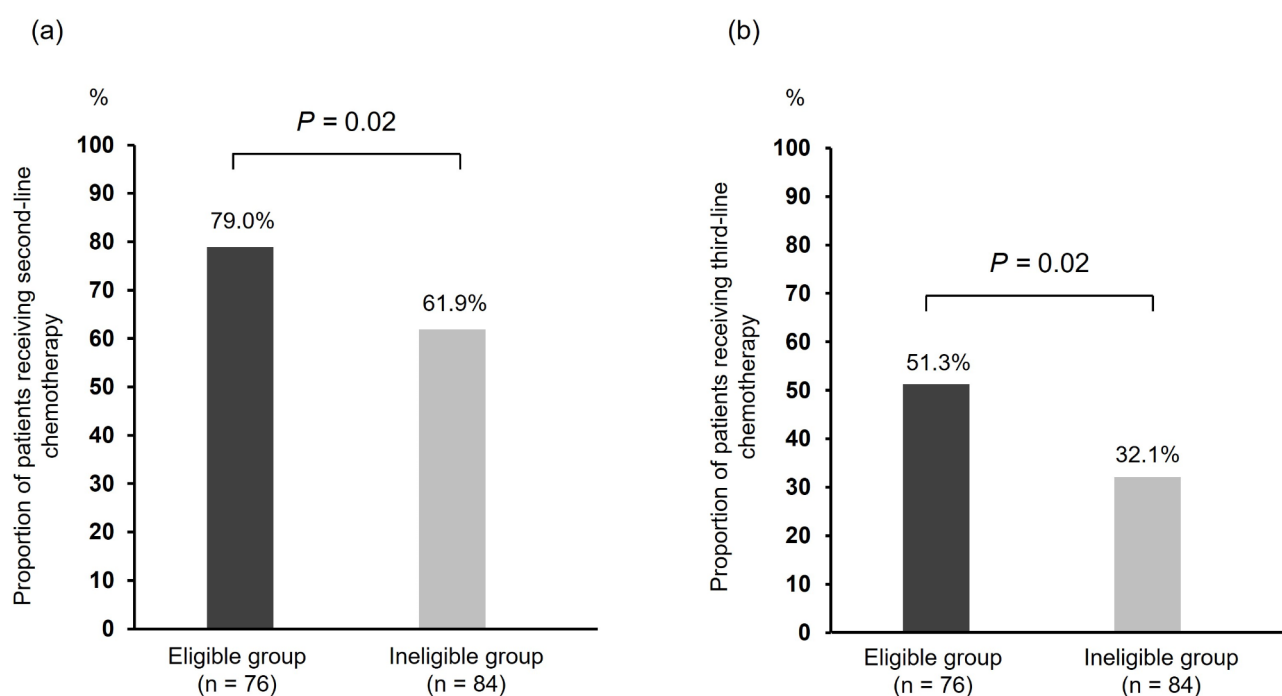 (a)
%
P = 0.02
Proportion of patients receiving second-line
chemotherapy
100
90
80
70
60
50
40
30
20
10
0
79.0%
61.9%
Eligible group
(n = 76)
Ineligible group
(n = 84)
(b)
%
P = 0.02
Proportion of patients receiving third-line
chemotherapy
100
90
80
70
60
50
40
30
20
10
0
51.3%
32.1%
Eligible group
(n = 76)
Ineligible group
(n = 84)